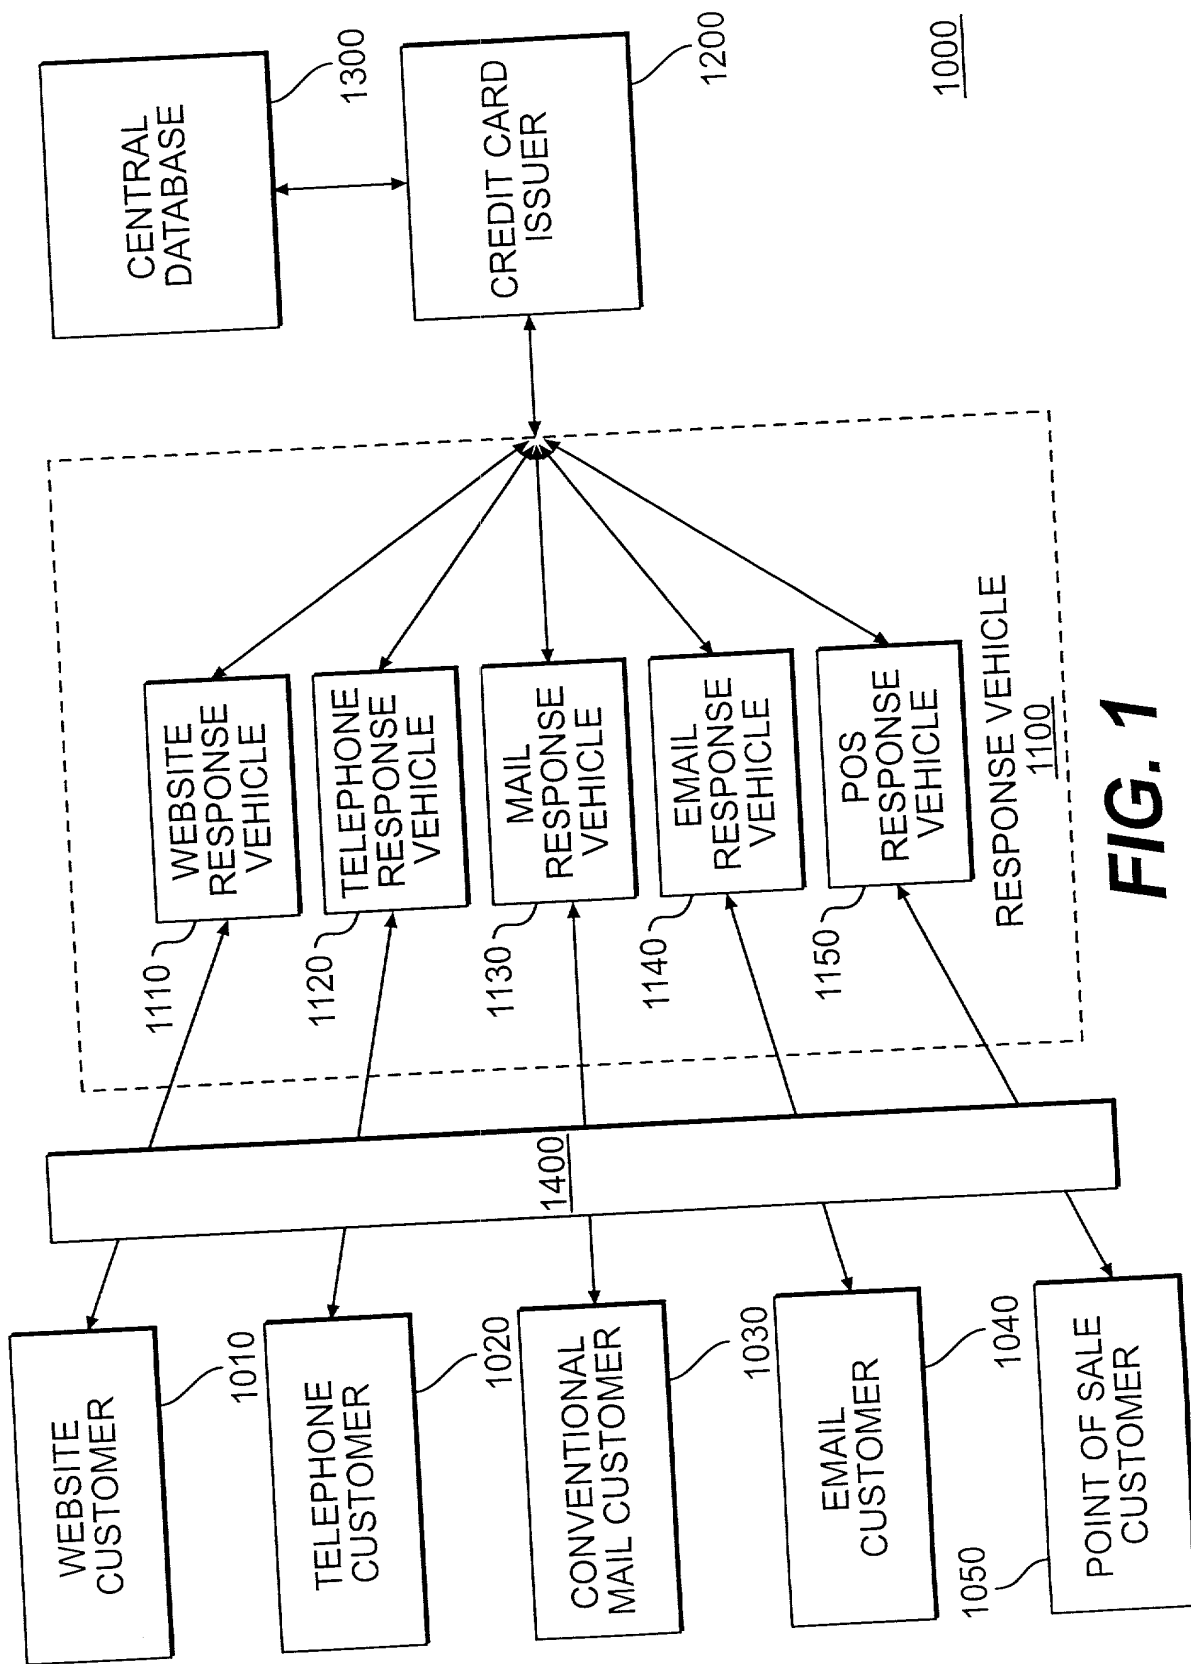 WEBSITE
CUSTOMER
1010
TELEPHONE
CUSTOMER
1020
CONVENTIONAL
MAIL CUSTOMER
1030
EMAIL
CUSTOMER
1040
POINT OF SALE
CUSTOMER
1050
1400
WEBSITE
RESPONSE
VEHICLE
1110
TELEPHONE
RESPONSE
VEHICLE
1120
MAIL
RESPONSE
VEHICLE
1130
EMAIL
RESPONSE
VEHICLE
1140
POS
RESPONSE
VEHICLE
1150
RESPONSE VEHICLE
1100
CENTRAL
DATABASE
1300
CREDIT CARD
ISSUER
1200
1000
FIG. 1